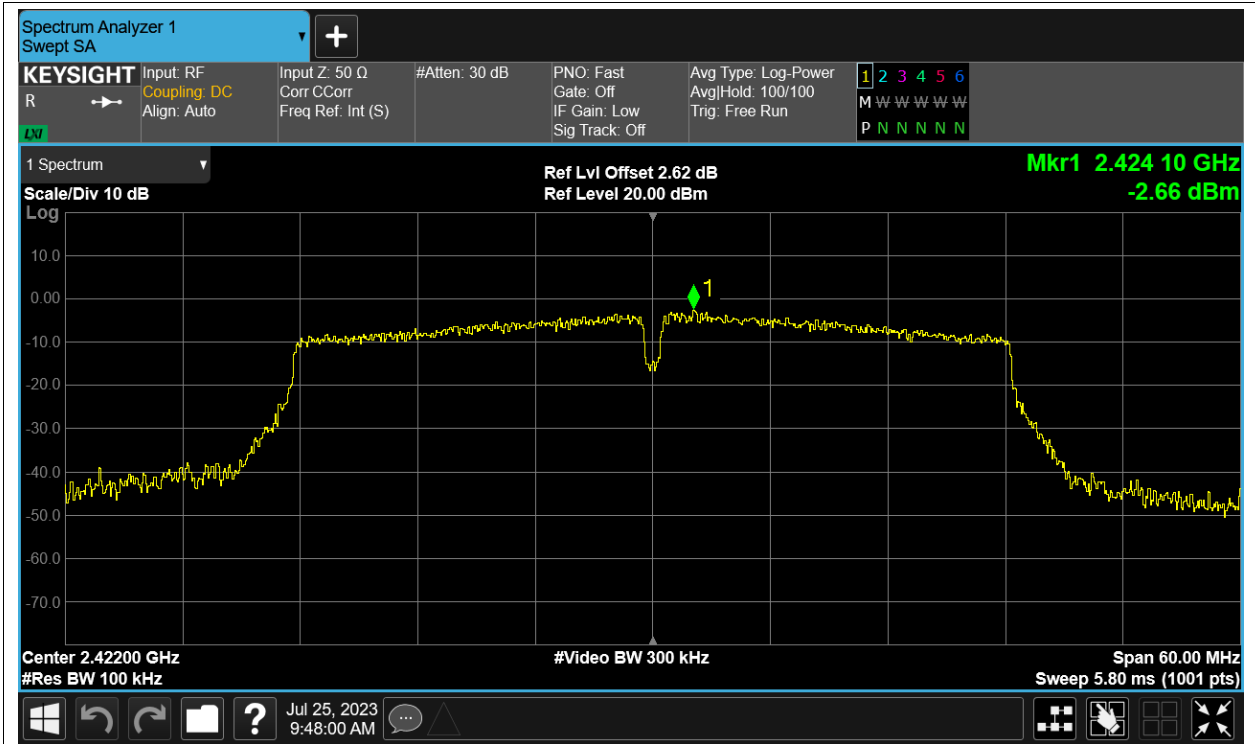 Spectrum Analyzer 1
Swept SA
KEYSIGHT
R
LXI
Input: RF
Coupling: DC
Align: Auto
Input Z: 50 Ω
Corr CCorr
Freq Ref: Int (S)
#Atten: 30 dB
PNO: Fast
Gate: Off
IF Gain: Low
Sig Track: Off
Avg Type: Log-Power
Avg|Hold: 100/100
Trig: Free Run
1 2 3 4 5 6
M W W W W W
P N N N N N
1 Spectrum
Scale/Div 10 dB
Log
Ref Lvl Offset 2.62 dB
Ref Level 20.00 dBm
Mkr1 2.424 10 GHz
-2.66 dBm
1
10.0
0.00
-10.0
-20.0
-30.0
-40.0
-50.0
-60.0
-70.0
Center 2.42200 GHz
#Video BW 300 kHz
Span 60.00 MHz
#Res BW 100 kHz
Sweep 5.80 ms (1001 pts)
?
Jul 25, 2023
9:48:00 AM